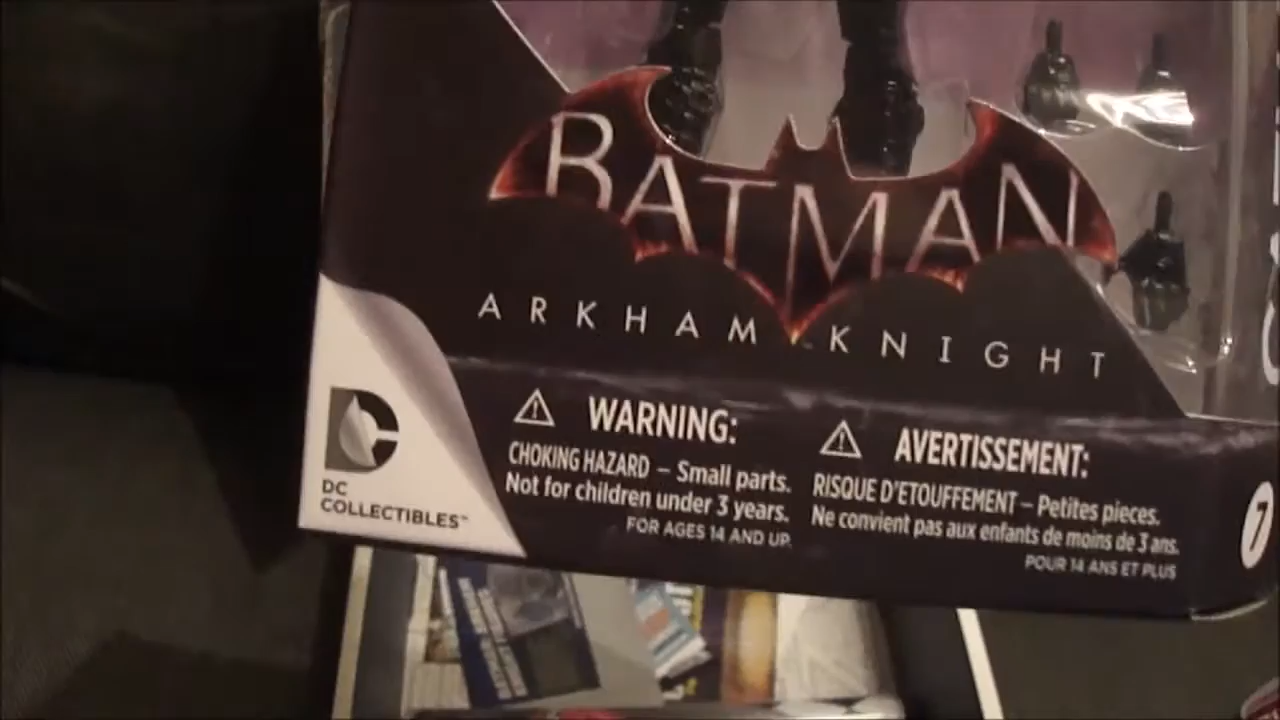 BATMAN
ARKHAM KNIGHT
DC
DC
COLLECTIBLES™
WARNING:
CHOKING HAZARD – Small parts.
Not for children under 3 years.
FOR AGES 14 AND UP.
AVERTISSEMENT:
RISQUE D'ETOUFFEMENT – Petites pieces.
Ne convient pas aux enfants de moins de 3 ans.
POUR 14 ANS ET PLUS
7